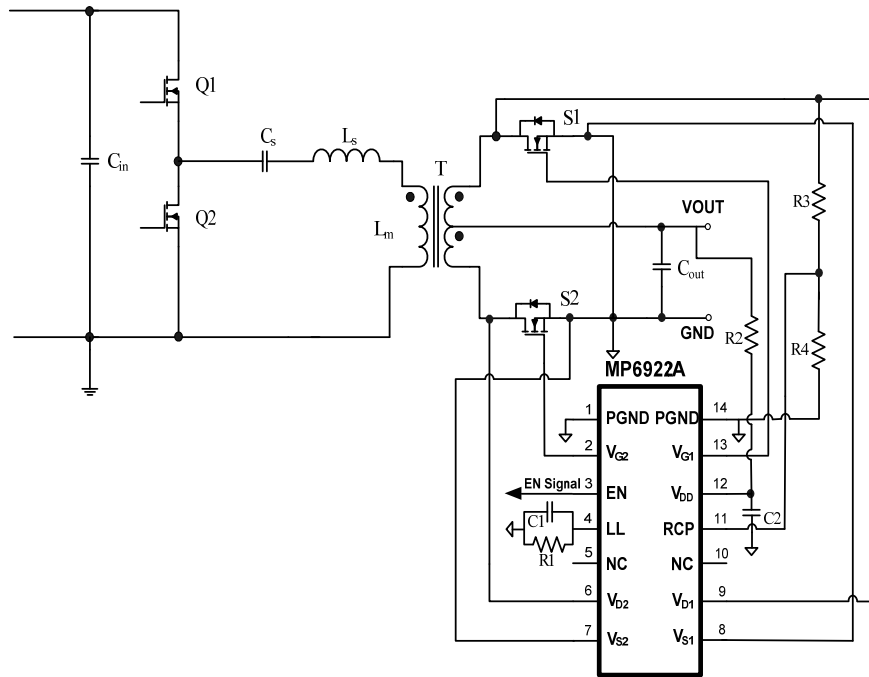 Q1
S1
Cs
Ls
T
R3
Cin
VOUT
Q2
Lm
Cout
S2
GND
R2
R4
MP6922A
1 PGND PGND 14
2 VG2 VG1 13
EN Signal 3 EN VDD 12
C1 4 LL RCP 11 C2
R1 5 NC NC 10
6 VD2 VD1 9
7 VS2 VS1 8